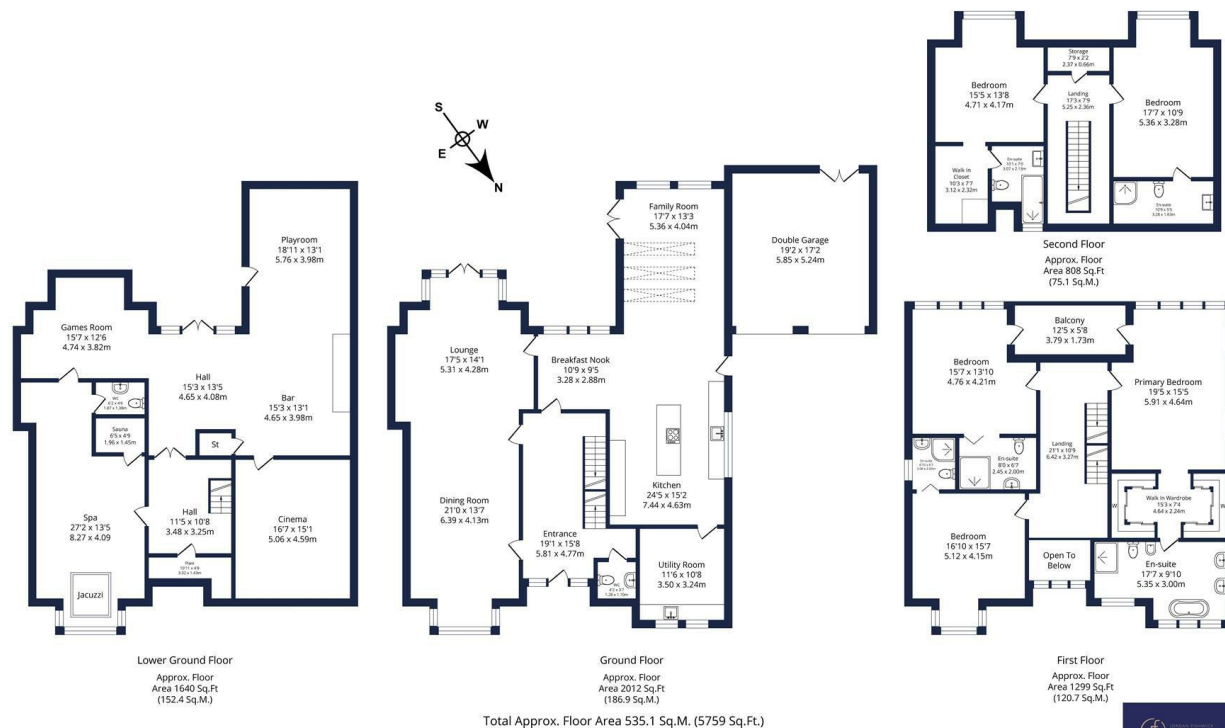 S
W
E
N
Playroom
18'11 x 13'1
5.76 x 3.98m
Games Room
15'7 x 12'6
4.74 x 3.82m
Hall
15'3 x 13'5
4.65 x 4.08m
Bar
15'3 x 13'1
4.65 x 3.98m
WC
Sauna
6'5 x 4'9
1.96 x 1.45m
St
Spa
27'2 x 13'5
8.27 x 4.09
Hall
11'5 x 10'8
3.48 x 3.25m
Cinema
16'7 x 15'1
5.06 x 4.59m
Plant
Jacuzzi
Lower Ground Floor
Approx. Floor
Area 1640 Sq.Ft
(152.4 Sq.M.)
Family Room
17'7 x 13'3
5.36 x 4.04m
Double Garage
19'2 x 17'2
5.85 x 5.24m
Lounge
17'5 x 14'1
5.31 x 4.28m
Breakfast Nook
10'9 x 9'5
3.28 x 2.88m
Kitchen
24'5 x 15'2
7.44 x 4.63m
Dining Room
21'0 x 13'7
6.39 x 4.13m
Entrance
19'1 x 15'8
5.81 x 4.77m
WC
Utility Room
11'6 x 10'8
3.50 x 3.24m
Ground Floor
Approx. Floor
Area 2012 Sq.Ft
(186.9 Sq.M.)
Storage
7'9 x 2'2
2.37 x 0.66m
Bedroom
15'5 x 13'8
4.71 x 4.17m
Landing
17'3 x 7'9
5.25 x 2.36m
Bedroom
17'7 x 10'9
5.36 x 3.28m
Walk In
Closet
10'3 x 7'7
3.12 x 2.32m
En-suite
En-suite
Second Floor
Approx. Floor
Area 808 Sq.Ft
(75.1 Sq.M.)
Balcony
12'5 x 5'8
3.79 x 1.73m
Bedroom
15'7 x 13'10
4.76 x 4.21m
Primary Bedroom
19'5 x 15'5
5.91 x 4.64m
Landing
21'1 x 10'9
6.42 x 3.27m
En-suite
En-suite
8'0 x 6'7
2.45 x 2.00m
W
Walk In Wardrobe
15'3 x 7'4
4.64 x 2.24m
W
Bedroom
16'10 x 15'7
5.12 x 4.15m
Open To
Below
En-suite
17'7 x 9'10
5.35 x 3.00m
First Floor
Approx. Floor
Area 1299 Sq.Ft
(120.7 Sq.M.)
Total Approx. Floor Area 535.1 Sq.M. (5759 Sq.Ft.)